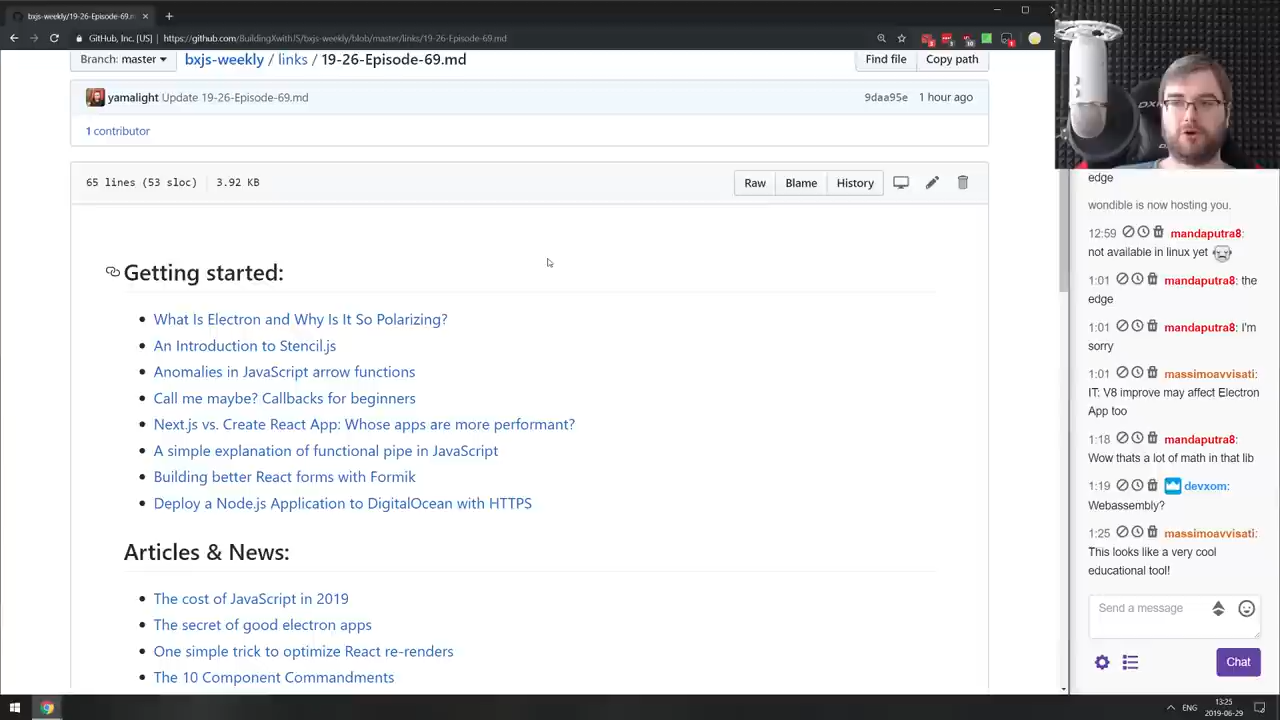 bxjs-weekly/19-26-Episode-69.m
GitHub, Inc. [US]
https://github.com/BuildingXwithJS/bxjs-weekly/blob/master/links/19-26-Episode-69.md
Branch: master
bxjs-weekly / links / 19-26-Episode-69.md
Find file
Copy path
yamalight Update 19-26-Episode-69.md
9daa95e
1 hour ago
1 contributor
65 lines (53 sloc)
3.92 KB
Raw
Blame
History
Getting started:
What Is Electron and Why Is It So Polarizing?
An Introduction to Stencil.js
Anomalies in JavaScript arrow functions
Call me maybe? Callbacks for beginners
Next.js vs. Create React App: Whose apps are more performant?
A simple explanation of functional pipe in JavaScript
Building better React forms with Formik
Deploy a Node.js Application to DigitalOcean with HTTPS
Articles & News:
The cost of JavaScript in 2019
The secret of good electron apps
One simple trick to optimize React re-renders
The 10 Component Commandments
edge
wondible is now hosting you.
12:59 mandaputra8:
not available in linux yet
1:01 mandaputra8: the
edge
1:01 mandaputra8: I'm
sorry
1:01 massimoavvisati:
IT: V8 improve may affect Electron
App too
1:18 mandaputra8:
Wow thats a lot of math in that lib
1:19 devxom:
Webassembly?
1:25 massimoavvisati:
This looks like a very cool
educational tool!
Send a message
Chat
ENG
13:25
2019-06-29